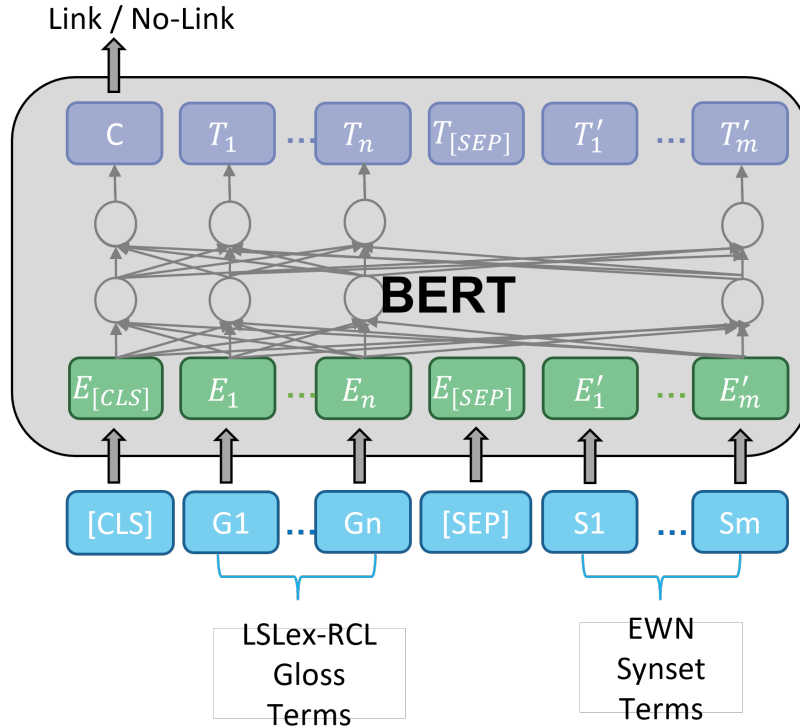 Link / No-Link
C T₁ ... Tₙ T[SEP] T′₁ ... T′ₘ
BERT
E[CLS] E₁ ... Eₙ E[SEP] E′₁ ... E′ₘ
[CLS] G1 ... Gn [SEP] S1 ... Sm
LSLex-RCL
Gloss
Terms
EWN
Synset
Terms